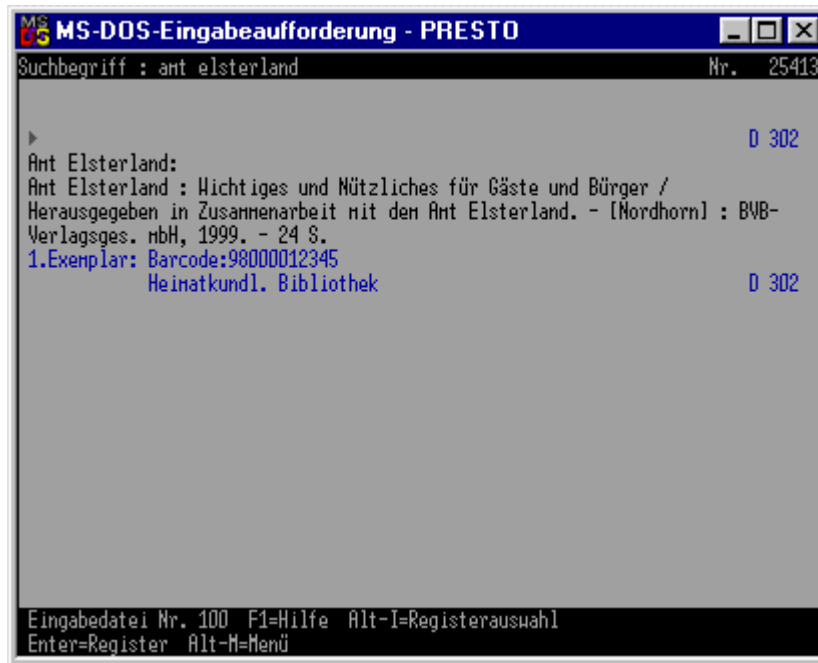 MS-DOS-Eingabeaufforderung - PRESTO
Suchbegriff : amt elsterland Nr. 25413
D 302
Amt Elsterland:
Amt Elsterland : Wichtiges und Nützliches für Gäste und Bürger /
Herausgegeben in Zusammenarbeit mit dem Amt Elsterland. - [Nordhorn] : BVB-
Verlagsges. mbH, 1999. - 24 S.
1.Exemplar: Barcode:98000012345
Heimatkundl. Bibliothek D 302
Eingabedatei Nr. 100 F1=Hilfe Alt-I=Registerauswahl
Enter=Register Alt-M=Menü